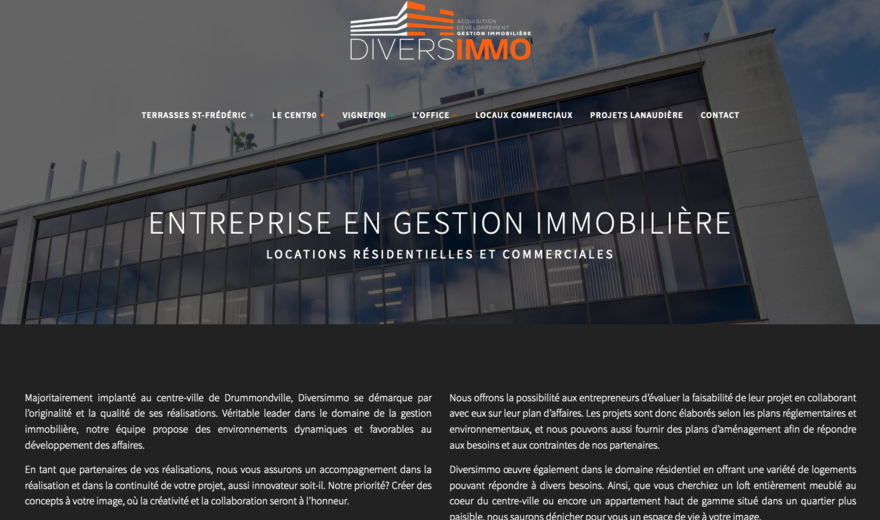 ACQUISITION
DÉVELOPPEMENT
GESTION IMMOBILIÈRE
DIVERSIMMO
TERRASSES ST-FRÉDÉRIC + LE CENT90 + VIGNERON + L'OFFICE + LOCAUX COMMERCIAUX PROJETS LANAUDIÈRE CONTACT
ENTREPRISE EN GESTION IMMOBILIÈRE
LOCATIONS RÉSIDENTIELLES ET COMMERCIALES
Majoritairement implanté au centre-ville de Drummondville, Diversimmo se démarque par
l'originalité et la qualité de ses réalisations. Véritable leader dans le domaine de la gestion
immobilière, notre équipe propose des environnements dynamiques et favorables au
développement des affaires.
En tant que partenaires de vos réalisations, nous vous assurons un accompagnement dans la
réalisation et dans la continuité de votre projet, aussi innovateur soit-il. Notre priorité? Créer des
concepts à votre image, où la créativité et la collaboration seront à l'honneur.
Nous offrons la possibilité aux entrepreneurs d'évaluer la faisabilité de leur projet en collaborant
avec eux sur leur plan d'affaires. Les projets sont donc élaborés selon les plans réglementaires et
environnementaux, et nous pouvons aussi fournir des plans d'aménagement afin de répondre
aux besoins et aux contraintes de nos partenaires.
Diversimmo œuvre également dans le domaine résidentiel en offrant une variété de logements
pouvant répondre à divers besoins. Ainsi, que vous cherchiez un loft entièrement meublé au
coeur du centre-ville ou encore un appartement haut de gamme situé dans un quartier plus
paisible, nous saurons dénicher pour vous un espace de vie à votre image.